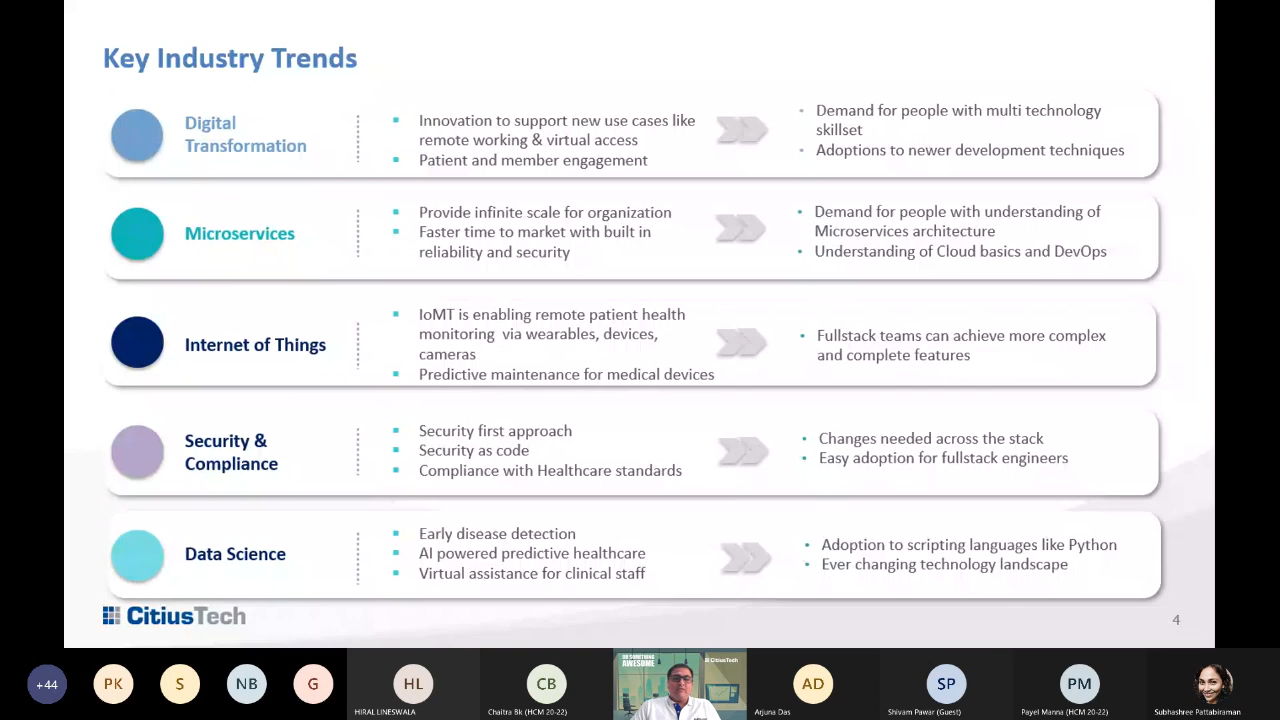 Key Industry Trends
Digital
Transformation
Innovation to support new use cases like
remote working & virtual access
Patient and member engagement
Demand for people with multi technology
skillset
Adoptions to newer development techniques
Microservices
Provide infinite scale for organization
Faster time to market with built in
reliability and security
Demand for people with understanding of
Microservices architecture
Understanding of Cloud basics and DevOps
Internet of Things
IoMT is enabling remote patient health
monitoring via wearables, devices,
cameras
Predictive maintenance for medical devices
Fullstack teams can achieve more complex
and complete features
Security &
Compliance
Security first approach
Security as code
Compliance with Healthcare standards
Changes needed across the stack
Easy adoption for fullstack engineers
Data Science
Early disease detection
AI powered predictive healthcare
Virtual assistance for clinical staff
Adoption to scripting languages like Python
Ever changing technology landscape
CitiusTech
4
+44
PK
S
NB
G
HL
HIRAL LINESWALA
CB
Chaitra Bk (HCM 20-22)
DO SOMETHING
AWESOME
CitiusTech
AD
Arjuna Das
SP
Shivam Pawar (Guest)
PM
Payel Manna (HCM 20-22)
Subhashree Pattabiraman